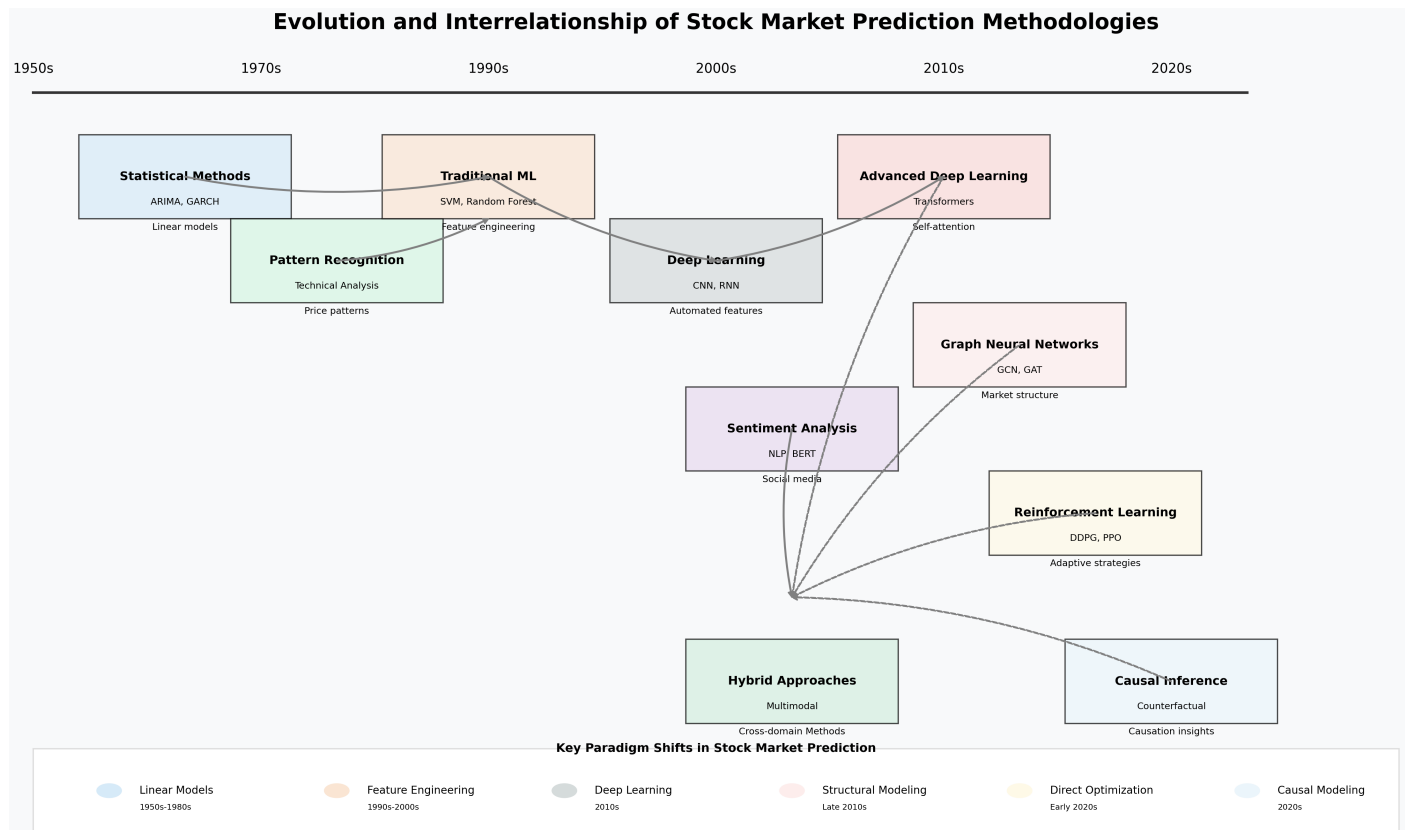 Evolution and Interrelationship of Stock Market Prediction Methodologies
1950s 1970s 1990s 2000s 2010s 2020s
Statistical Methods
ARIMA, GARCH
Linear models
Pattern Recognition
Technical Analysis
Price patterns
Traditional ML
SVM, Random Forest
Feature engineering
Deep Learning
CNN, RNN
Automated features
Advanced Deep Learning
Transformers
Self-attention
Graph Neural Networks
GCN, GAT
Market structure
Sentiment Analysis
NLP, BERT
Social media
Reinforcement Learning
DDPG, PPO
Adaptive strategies
Hybrid Approaches
Multimodal
Cross-domain Methods
Causal Inference
Counterfactual
Causation insights
Key Paradigm Shifts in Stock Market Prediction
Linear Models
1950s-1980s
Feature Engineering
1990s-2000s
Deep Learning
2010s
Structural Modeling
Late 2010s
Direct Optimization
Early 2020s
Causal Modeling
2020s